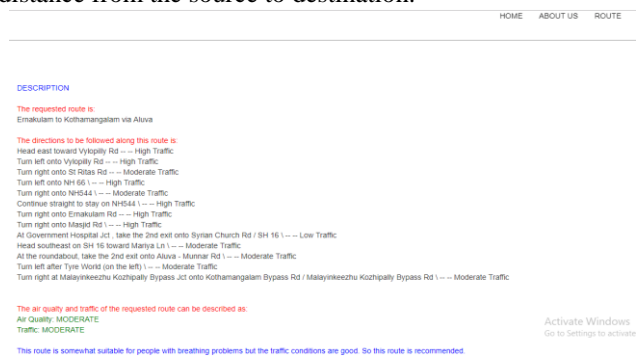 distance from the source to destination.
HOME ABOUT US ROUTE
DESCRIPTION
The requested route is:
Ernakulam to Kothamangalam via Aluva
The directions to be followed along this route is:
Head east toward Vylopilly Rd -- -- High Traffic
Turn left onto Vylopilly Rd -- -- High Traffic
Turn right onto St Ritas Rd -- -- Moderate Traffic
Turn left onto NH 66 \ -- -- High Traffic
Turn right onto NH544 \ -- -- Moderate Traffic
Continue straight to stay on NH544 \ -- -- High Traffic
Turn right onto Ernakulam Rd -- -- High Traffic
Turn right onto Masjid Rd \ -- -- High Traffic
At Government Hospital Jct , take the 2nd exit onto Syrian Church Rd / SH 16 \ -- -- Low Traffic
Head southeast on SH 16 toward Mariya Ln \ -- -- Moderate Traffic
At the roundabout, take the 2nd exit onto Aluva - Munnar Rd \ -- -- Moderate Traffic
Turn left after Tyre World (on the left) \ -- -- Moderate Traffic
Turn right at Malayinkeezhu Kozhipally Bypass Jct onto Kothamangalam Bypass Rd / Malayinkeezhu Kozhipally Bypass Rd \ -- -- Moderate Traffic
The air qualty and traffic of the requested route can be described as:
Air Quality: MODERATE
Traffic: MODERATE
Activate Windows
Go to Settings to activate
This route is somewhat suitable for people with breathing problems but the traffic conditions are good. So this route is recommended.